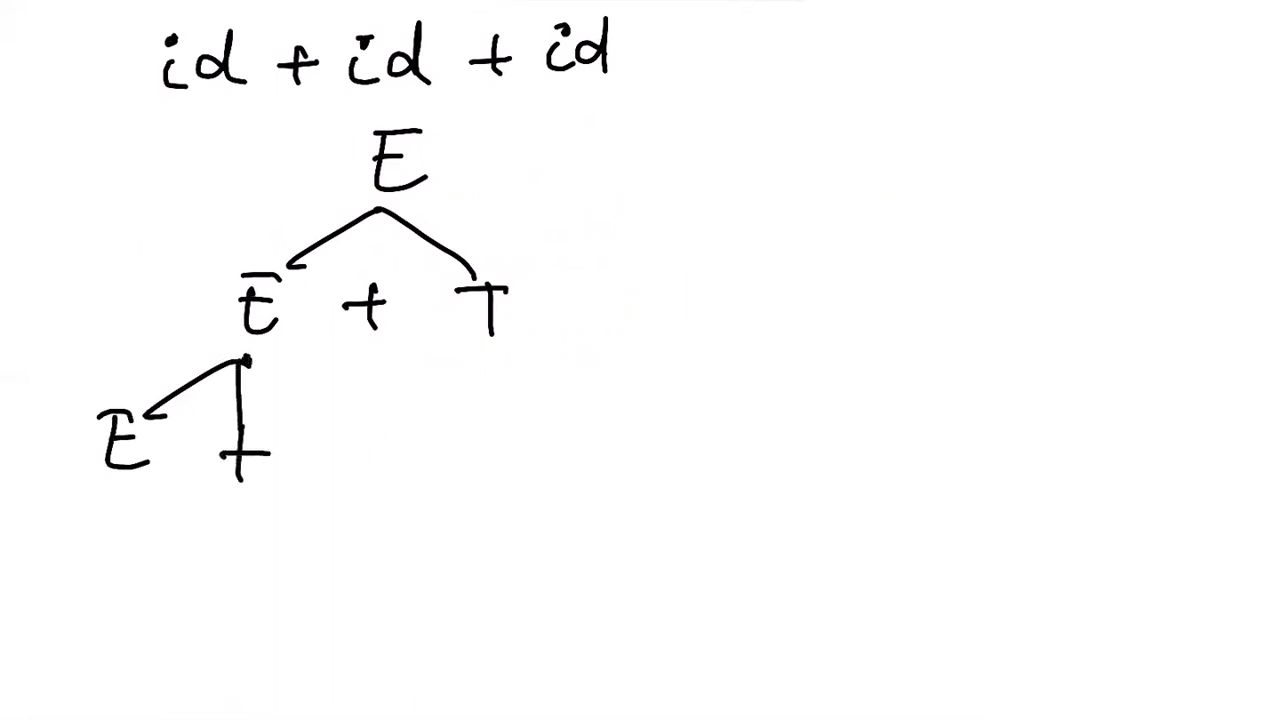 id + id + id
E
E + T
E +